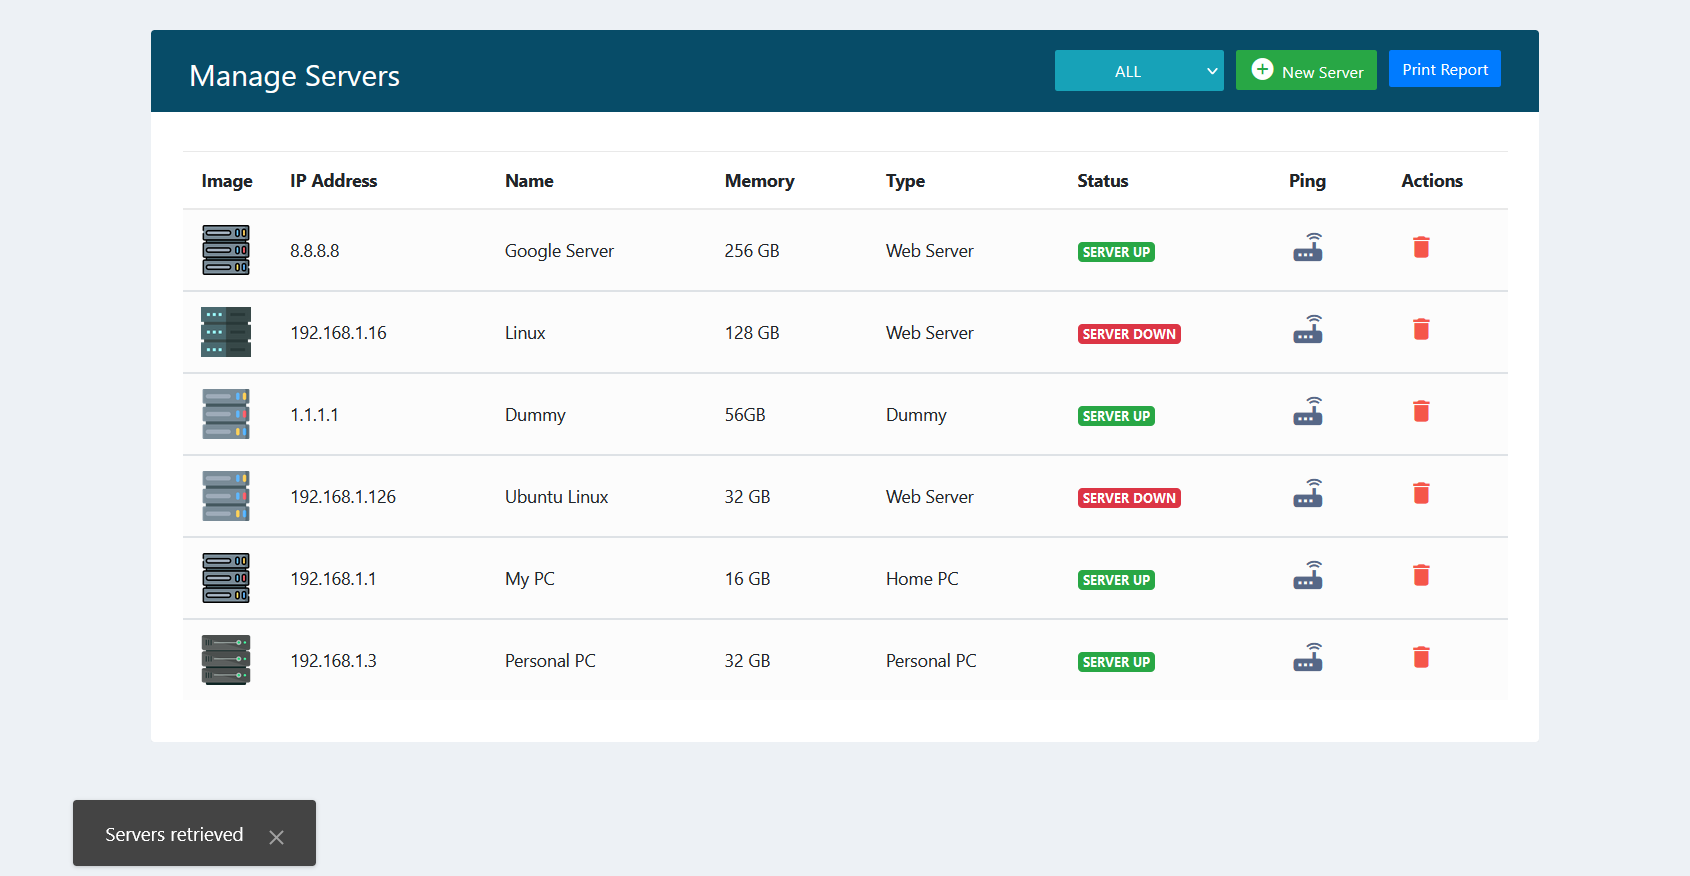 Manage Servers ALL New Server Print Report
Image IP Address Name Memory Type Status Ping Actions
8.8.8.8 Google Server 256 GB Web Server SERVER UP
192.168.1.16 Linux 128 GB Web Server SERVER DOWN
1.1.1.1 Dummy 56GB Dummy SERVER UP
192.168.1.126 Ubuntu Linux 32 GB Web Server SERVER DOWN
192.168.1.1 My PC 16 GB Home PC SERVER UP
192.168.1.3 Personal PC 32 GB Personal PC SERVER UP
Servers retrieved